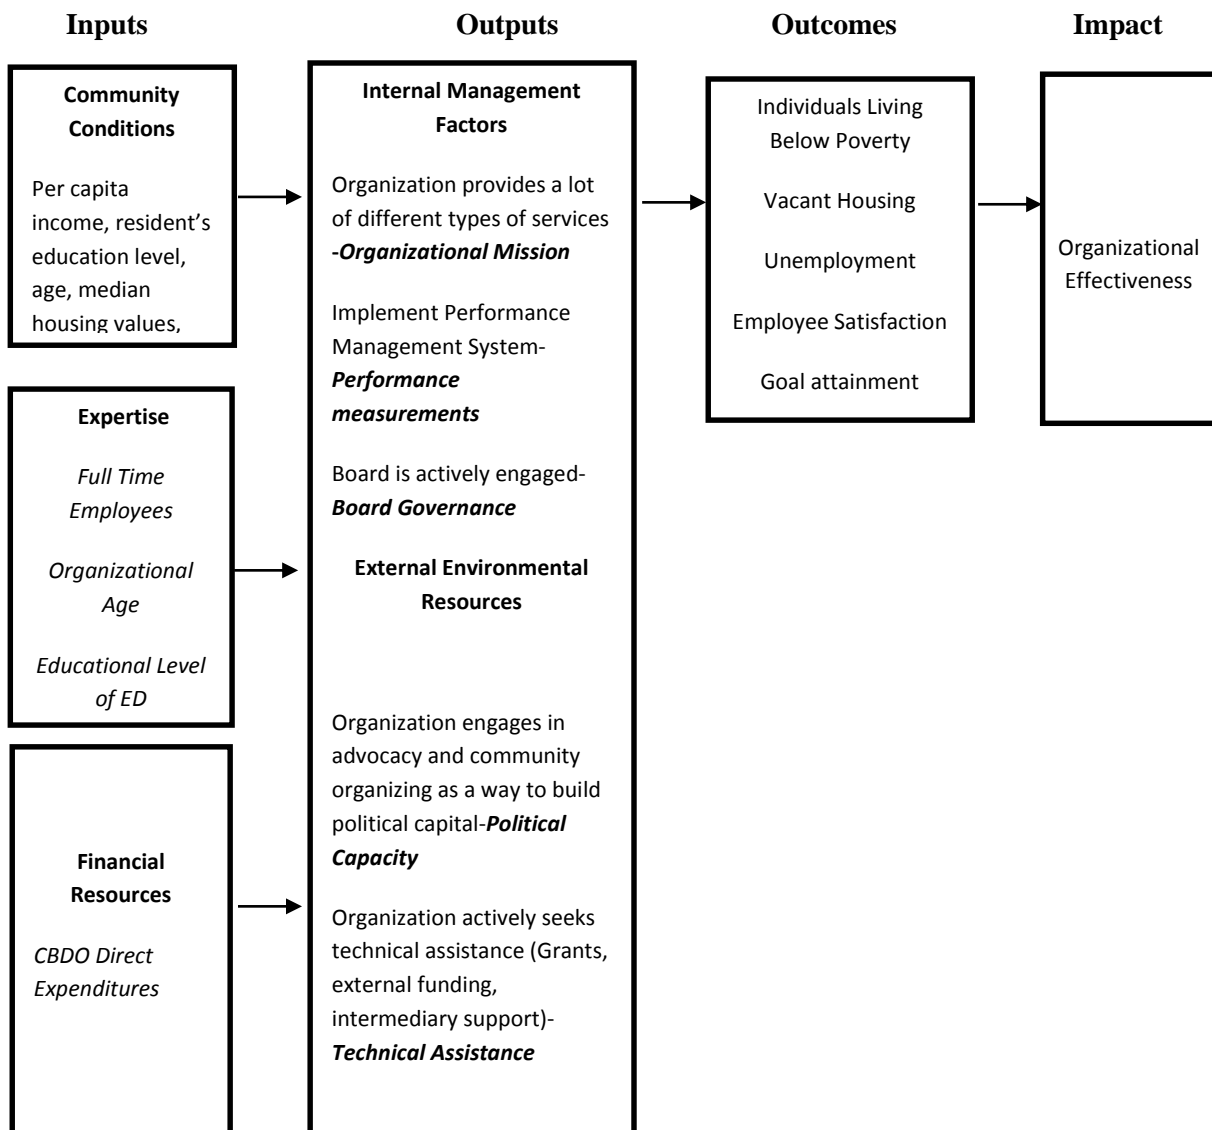 Inputs
Outputs
Outcomes
Impact
Community
Conditions
Per capita
income, resident’s
education level,
age, median
housing values,
Expertise
Full Time
Employees
Organizational
Age
Educational Level
of ED
Financial
Resources
CBDO Direct
Expenditures
Internal Management
Factors
Organization provides a lot
of different types of services
-Organizational Mission
Implement Performance
Management System-
Performance
measurements
Board is actively engaged-
Board Governance
External Environmental
Resources
Organization engages in
advocacy and community
organizing as a way to build
political capital-Political
Capacity
Organization actively seeks
technical assistance (Grants,
external funding,
intermediary support)-
Technical Assistance
Individuals Living
Below Poverty
Vacant Housing
Unemployment
Employee Satisfaction
Goal attainment
Organizational
Effectiveness